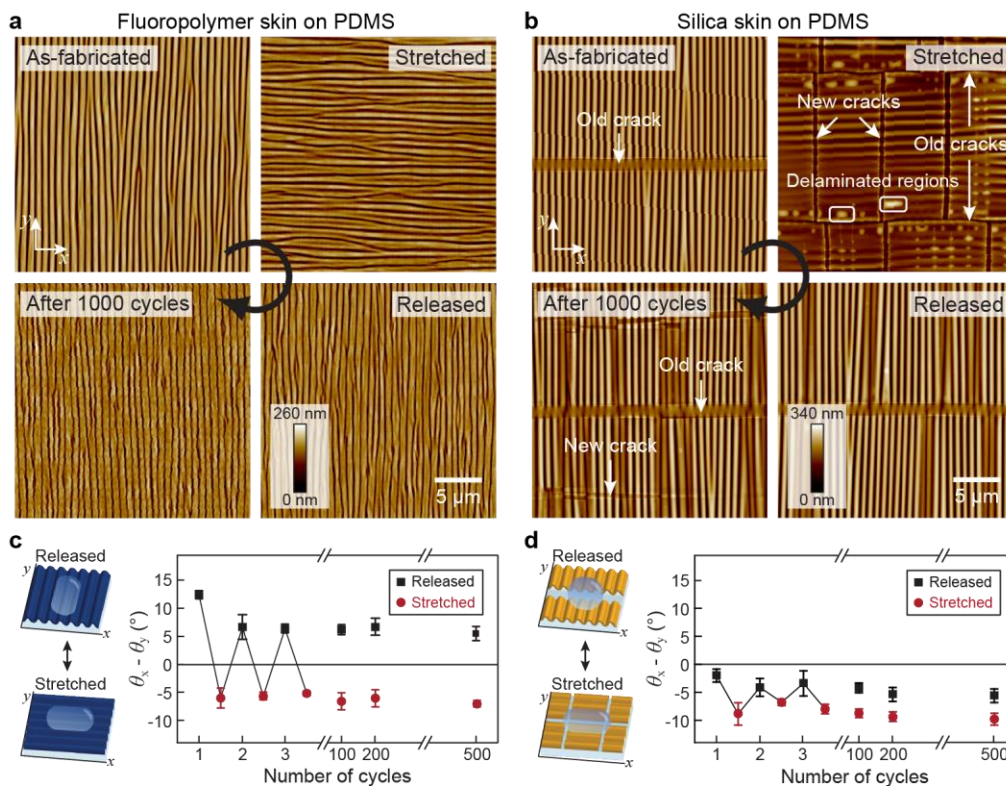 a Fluoropolymer skin on PDMS
As-fabricated
Stretched
y
x
After 1000 cycles
Released
260 nm
0 nm
5 µm
b Silica skin on PDMS
As-fabricated
Old crack
Stretched
New cracks
Old cracks
Delaminated regions
After 1000 cycles
Old crack
New crack
Released
340 nm
0 nm
5 µm
c
Released
y
x
Stretched
y
x
θx - θy (°)
15
10
5
0
-5
-10
Released
Stretched
1 2 3 100 200 500
Number of cycles
d
Released
y
x
Stretched
y
x
θx - θy (°)
15
10
5
0
-5
-10
Released
Stretched
1 2 3 100 200 500
Number of cycles